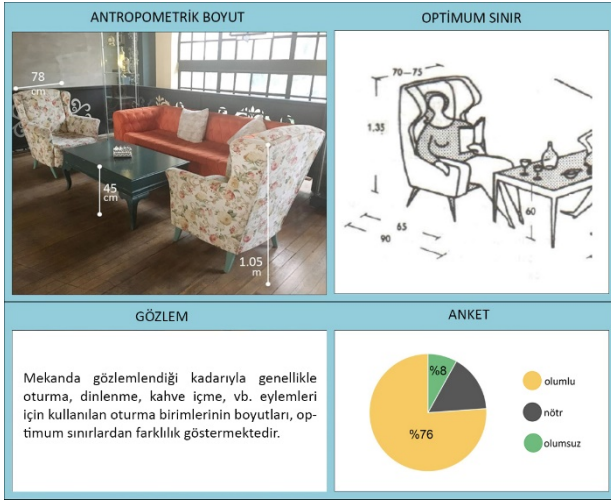 ANTROPOMETRİK BOYUT
OPTİMUM SINIR
78
cm
45
cm
1.05
m
70-75
1.35
60
65
90
GÖZLEM
ANKET
Mekanda gözlemlendiği kadarıyla genellikle
oturma, dinlenme, kahve içme, vb. eylemleri
için kullanılan oturma birimlerinin boyutları, op-
timum sınırlardan farklılık göstermektedir.
%8
%76
olumlu
nötr
olumsuz